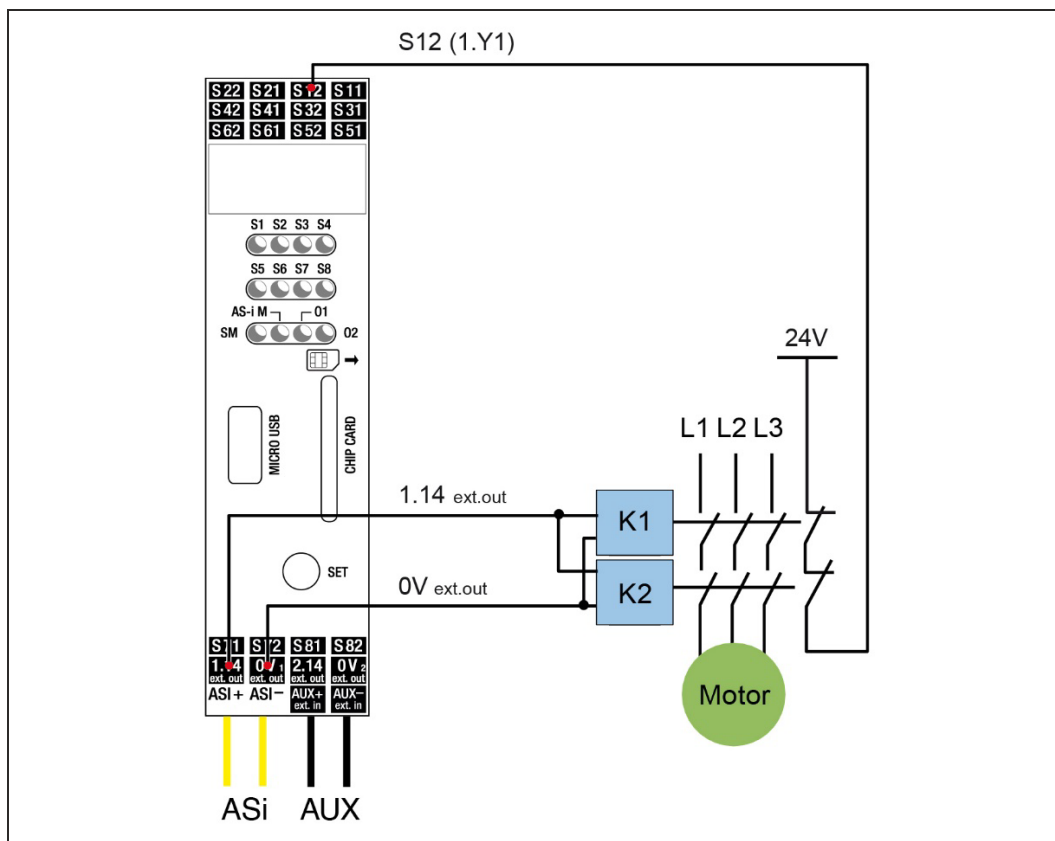 S12 (1.Y1)
S22 S21 S12 S11
S42 S41 S32 S31
S62 S61 S52 S51
S1 S2 S3 S4
S5 S6 S7 S8
AS-i M O1
SM O2
MICRO USB
CHIP CARD
24V
L1 L2 L3
1.14 ext.out
K1
SET
0V ext.out
K2
S71 S72 S81 S82
1.14 0V1 2.14 0V2
ext. out ext. out ext. out ext. out
ASI+ ASI− AUX+ AUX−
ext. in ext. in
Motor
ASi AUX